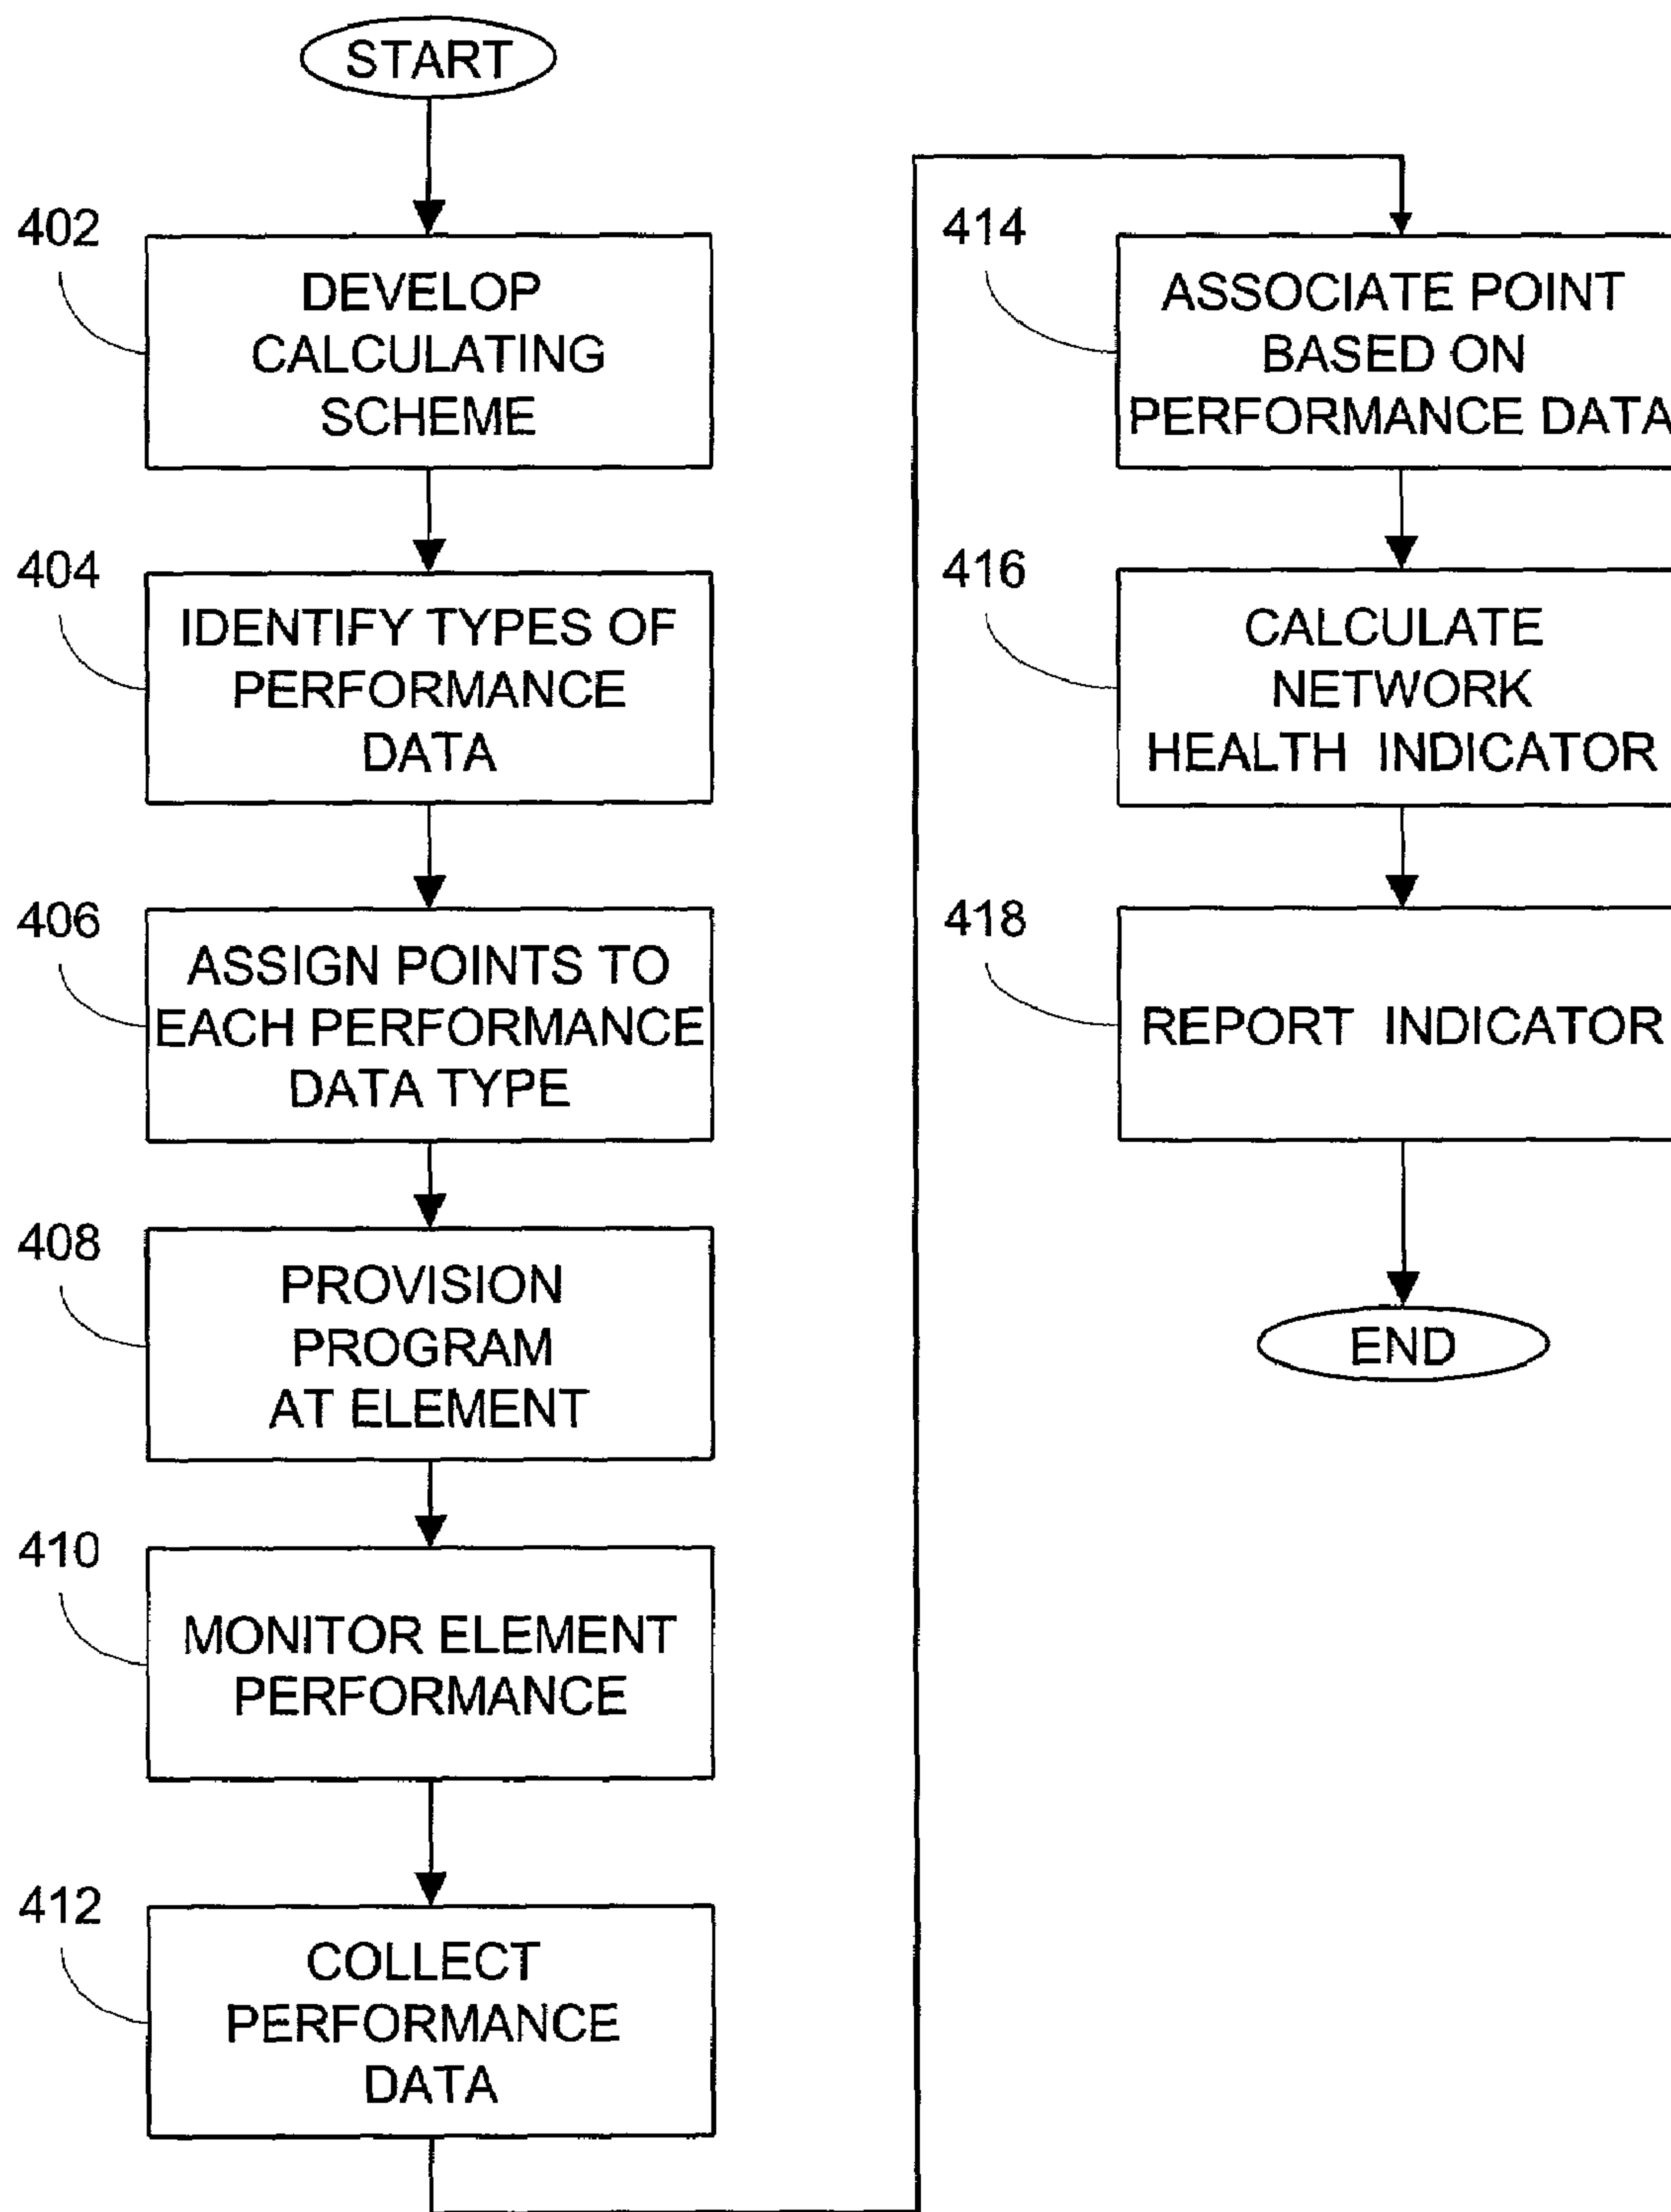 START
402
DEVELOP
CALCULATING
SCHEME
404
IDENTIFY TYPES OF
PERFORMANCE
DATA
406
ASSIGN POINTS TO
EACH PERFORMANCE
DATA TYPE
408
PROVISION
PROGRAM
AT ELEMENT
410
MONITOR ELEMENT
PERFORMANCE
412
COLLECT
PERFORMANCE
DATA
414
ASSOCIATE POINT
BASED ON
PERFORMANCE DATA
416
CALCULATE
NETWORK
HEALTH INDICATOR
418
REPORT INDICATOR
END